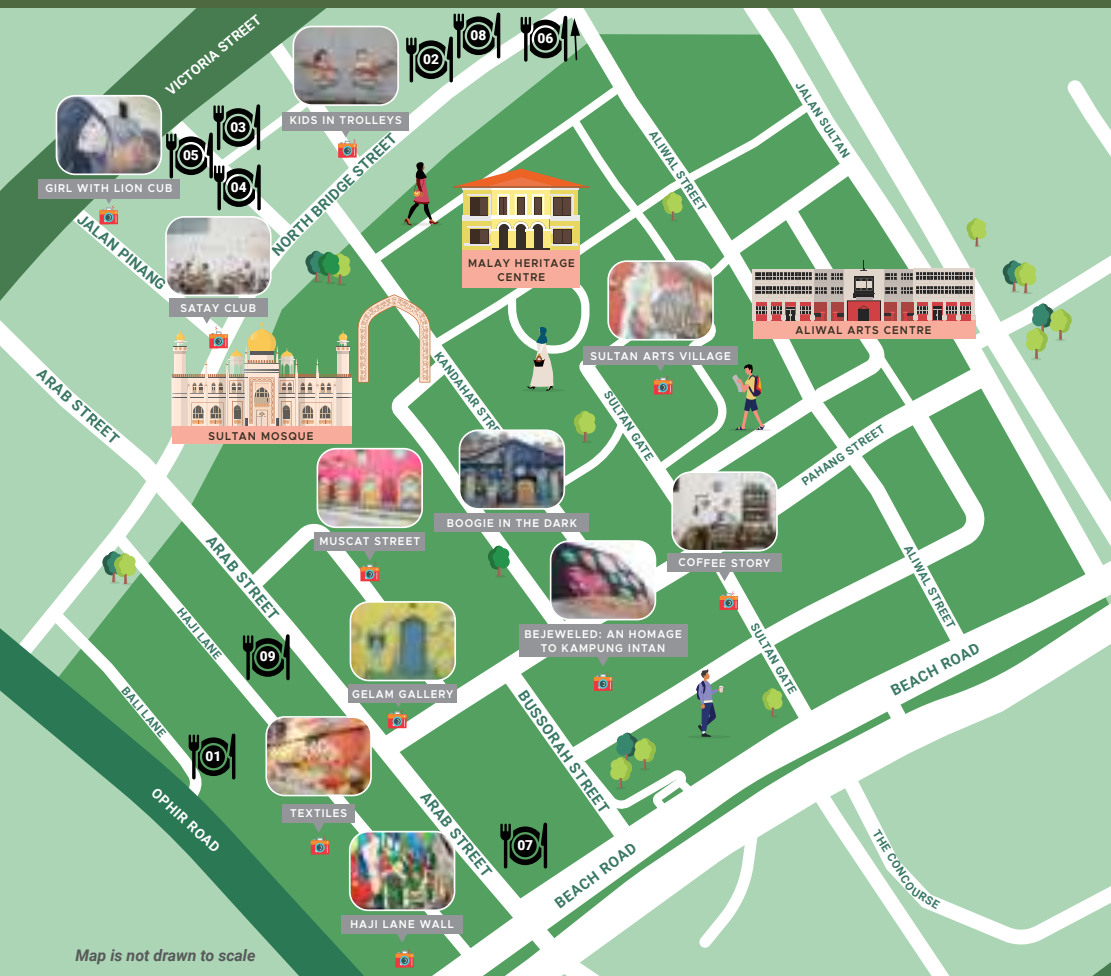 VICTORIA STREET
08
06
02
KIDS IN TROLLEYS
03
05
04
GIRL WITH LION CUB
JALAN PINANG
NORTH BRIDGE STREET
SATAY CLUB
ALIWAL STREET
JALAN SULTAN
MALAY HERITAGE
CENTRE
ALIWAL ARTS CENTRE
SULTAN ARTS VILLAGE
ARAB STREET
SULTAN MOSQUE
KANDAHAR STRE
SULTAN GATE
PAHANG STREET
MUSCAT STREET
BOOGIE IN THE DARK
COFFEE STORY
ARAB STREET
HAJI LANE
BALI LANE
09
GELAM GALLERY
BEJEWELED: AN HOMAGE
TO KAMPUNG INTAN
SULTAN GATE
ALIWAL STREET
BEACH ROAD
BUSSORAH STREET
01
OPHIR ROAD
TEXTILES
ARAB STREET
07
BEACH ROAD
THE CONCOURSE
HAJI LANE WALL
Map is not drawn to scale